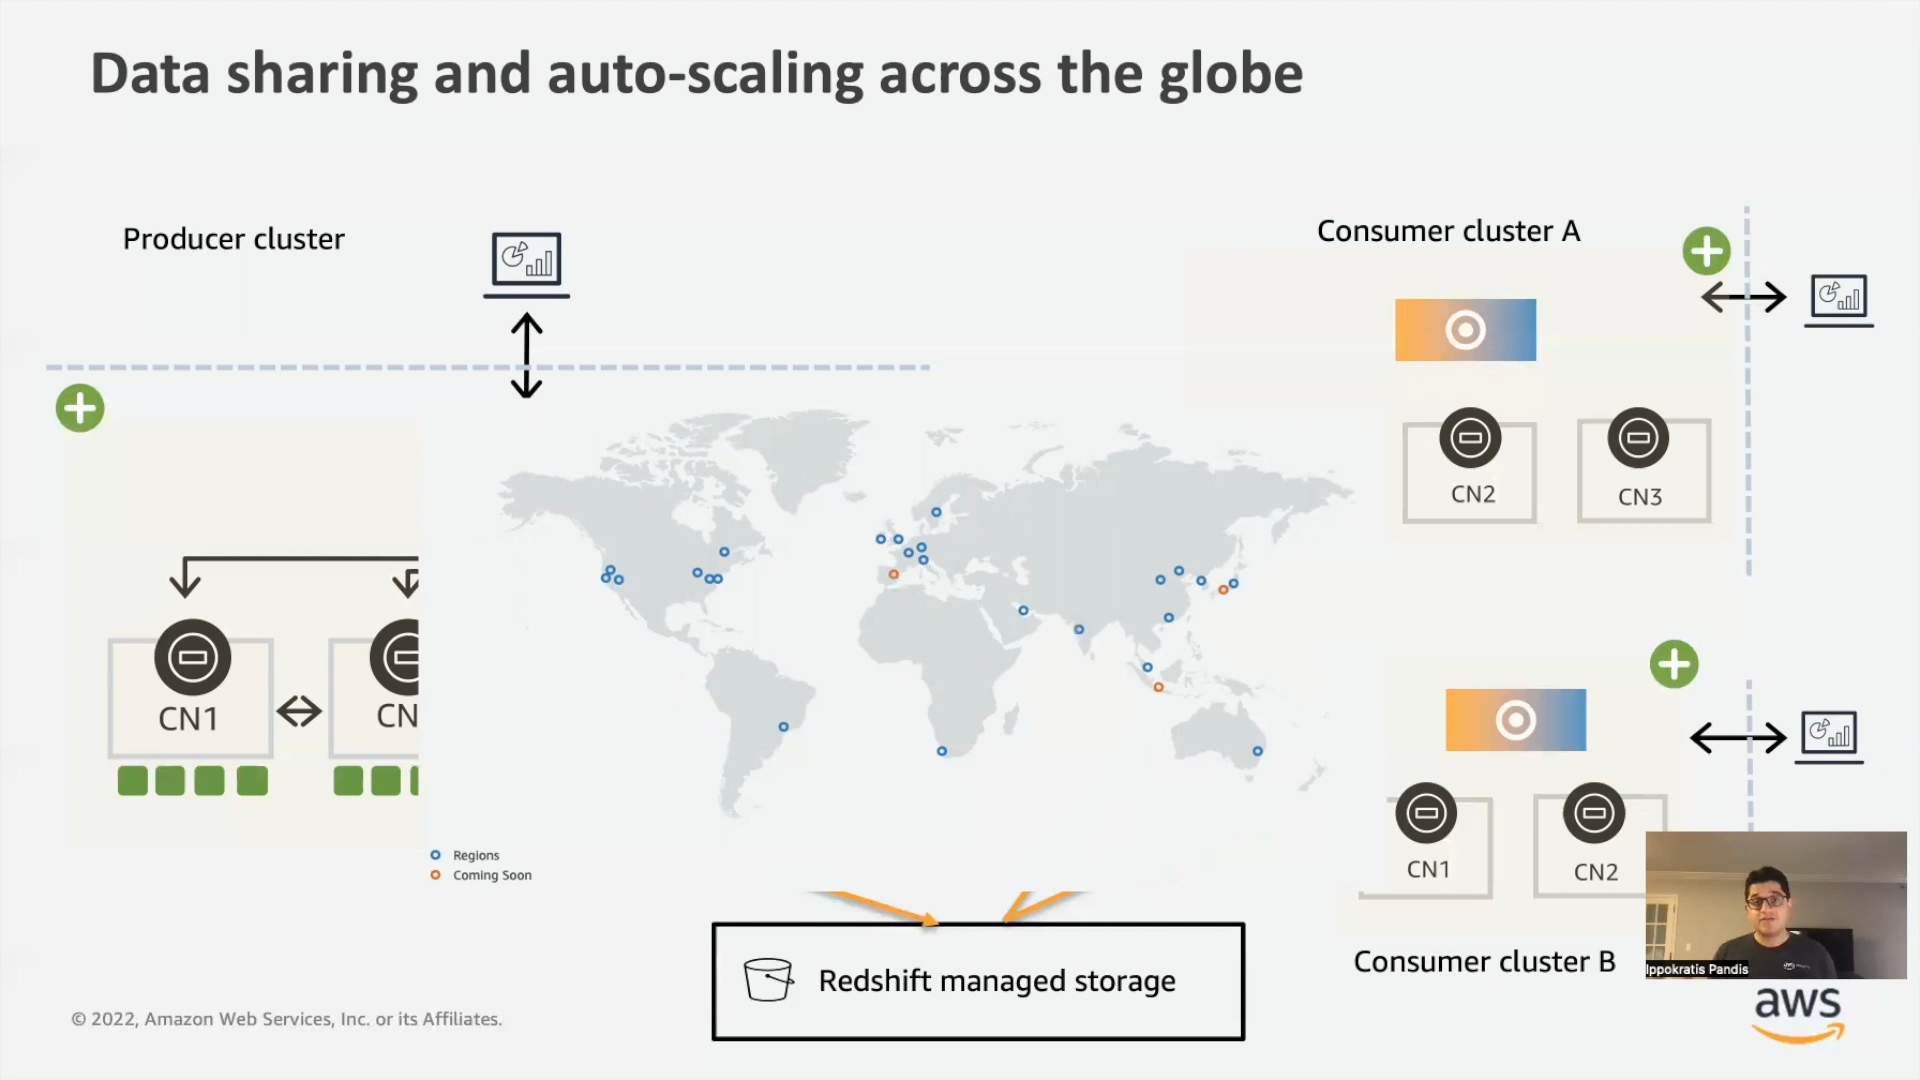 Data sharing and auto-scaling across the globe
Producer cluster
Consumer cluster A
CN2
CN3
CN1
CN
Regions
Coming Soon
CN1
CN2
Consumer cluster B
Redshift managed storage
Ippokratis Pandis
© 2022, Amazon Web Services, Inc. or its Affiliates.
aws